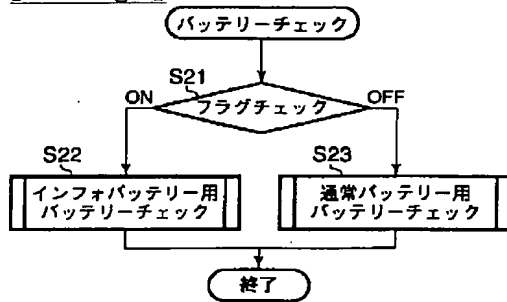 バッテリーチェック
S21
フラグチェック
ON
OFF
S22
インフォバッテリー用
バッテリーチェック
S23
通常バッテリー用
バッテリーチェック
終了